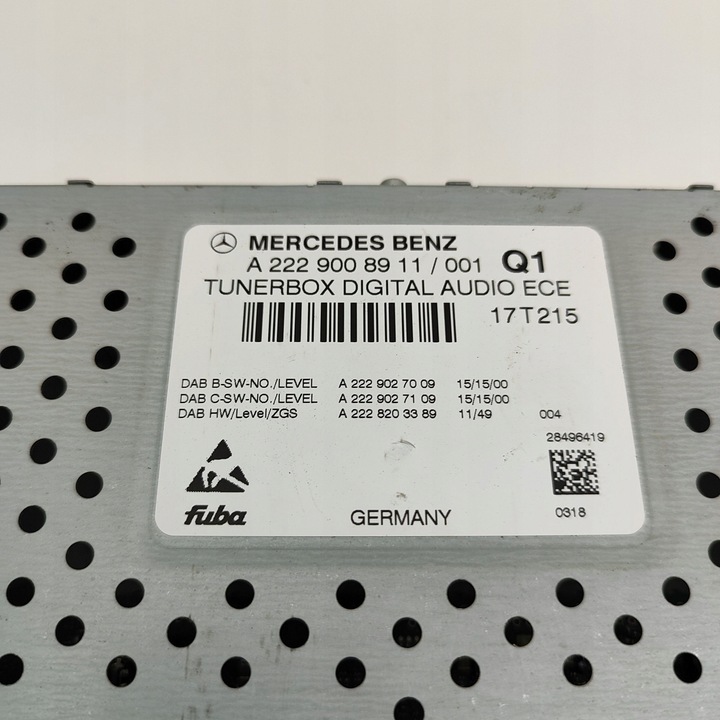 MERCEDES BENZ
A 222 900 89 11 / 001 Q1
TUNERBOX DIGITAL AUDIO ECE
17T215
DAB B-SW-NO./LEVEL A 222 902 70 09 15/15/00
DAB C-SW-NO./LEVEL A 222 902 71 09 15/15/00
DAB HW/Level/ZGS A 222 820 33 89 11/49 004
28496419
fuba GERMANY 0318